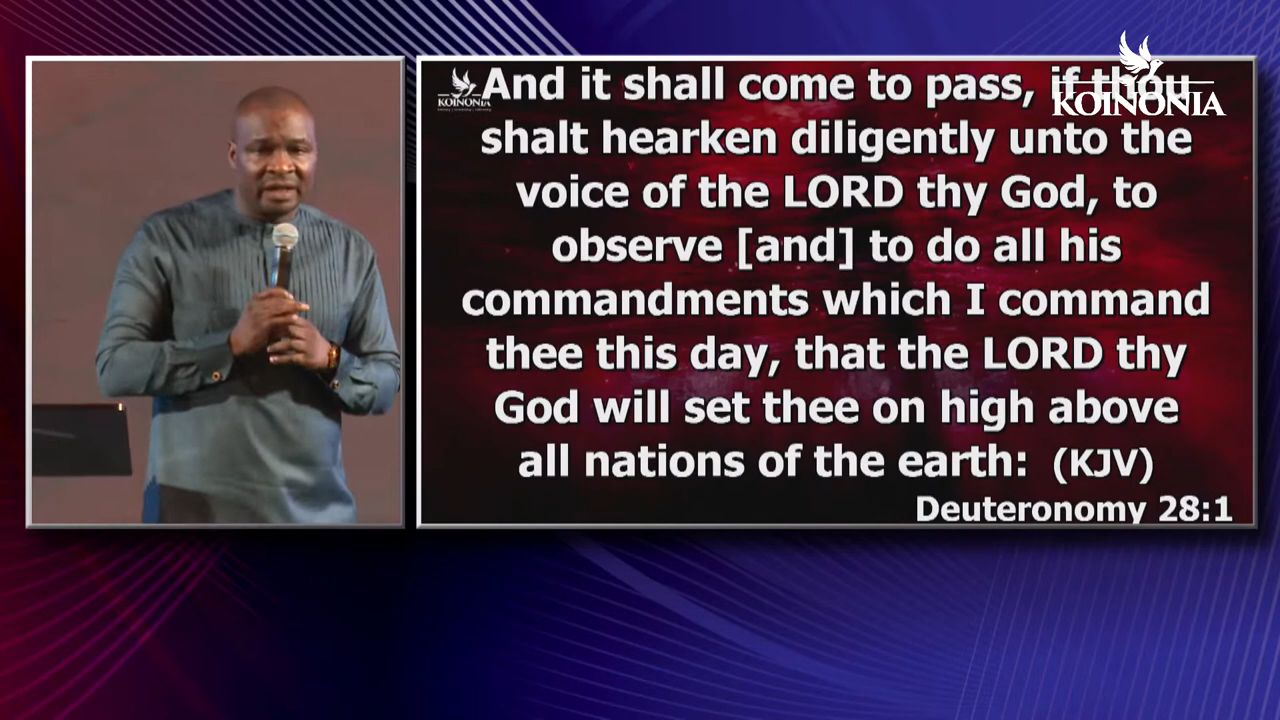 KOINONIA
KOINONIA
And it shall come to pass, if thou
shalt hearken diligently unto the
voice of the LORD thy God, to
observe [and] to do all his
commandments which I command
thee this day, that the LORD thy
God will set thee on high above
all nations of the earth: (KJV)
Deuteronomy 28:1